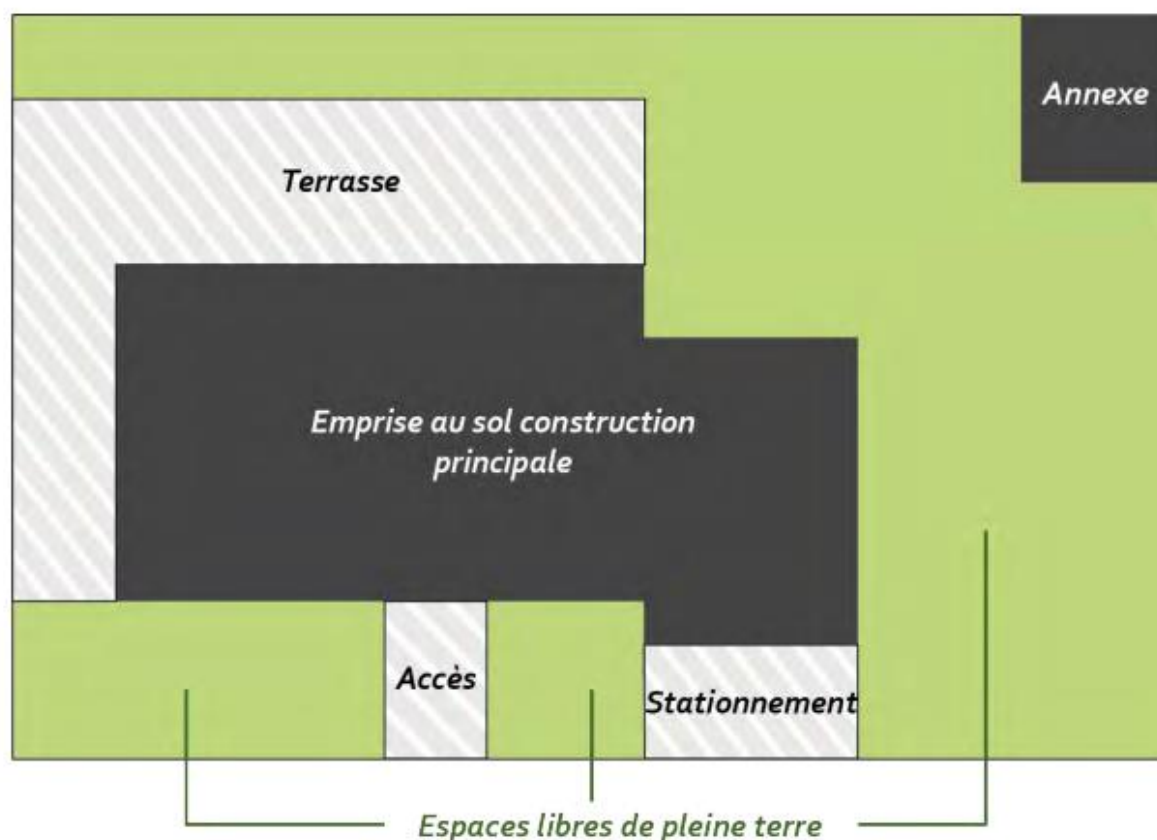 Annexe
Terrasse
Emprise au sol construction
principale
Accès
Stationnement
Espaces libres de pleine terre